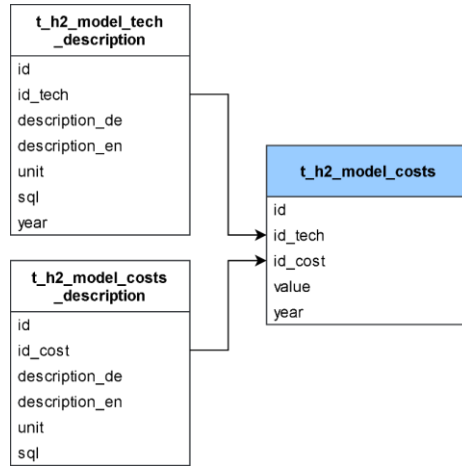 t_h2_model_tech
_description
id
id_tech
description_de
description_en
unit
sql
year
t_h2_model_costs
id
id_tech
id_cost
value
year
t_h2_model_costs
_description
id
id_cost
description_de
description_en
unit
sql